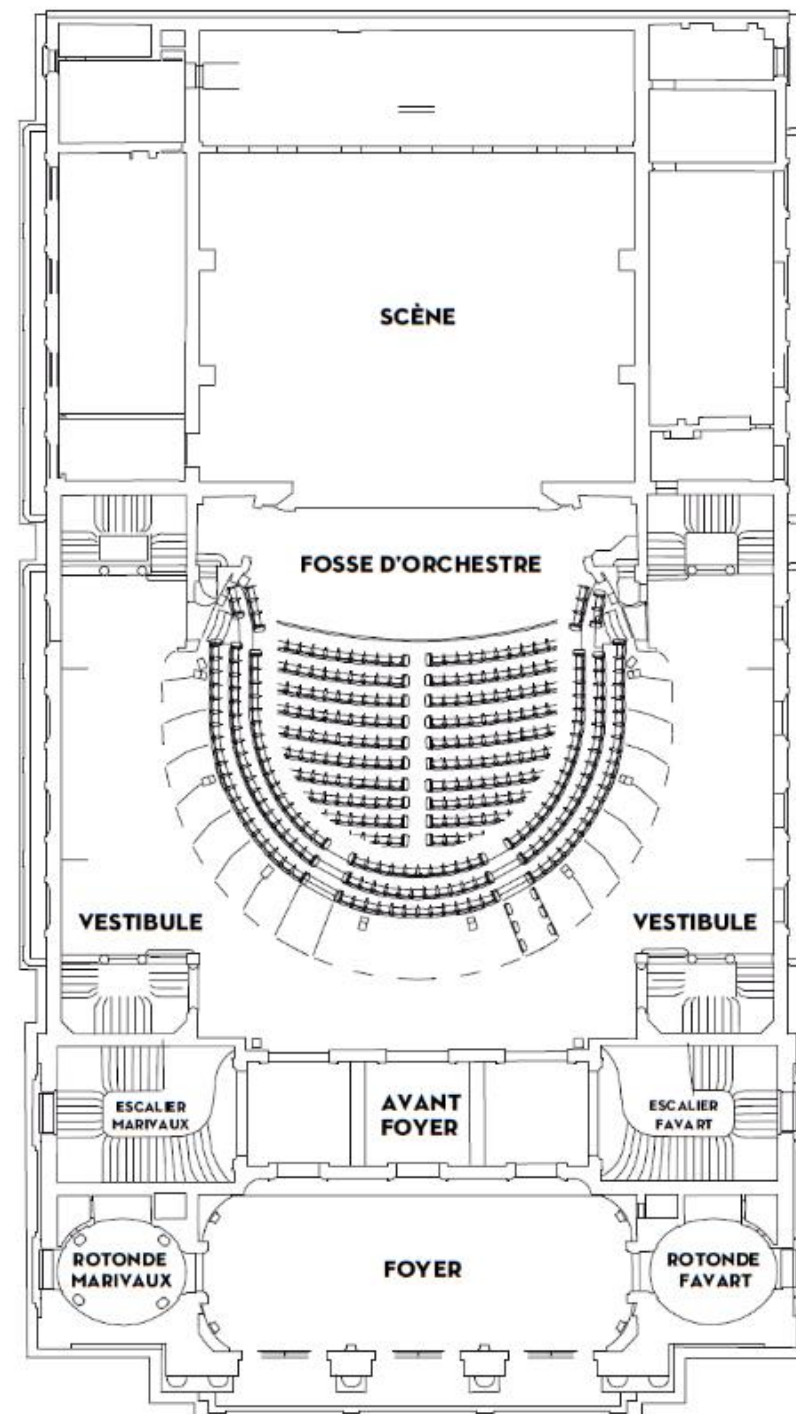 SCÈNE
FOSSE D'ORCHESTRE
VESTIBULE
VESTIBULE
ESCALIER
MARIVAUX
AVANT
FOYER
ESCALIER
FAVART
ROTONDE
MARIVAUX
FOYER
ROTONDE
FAVART